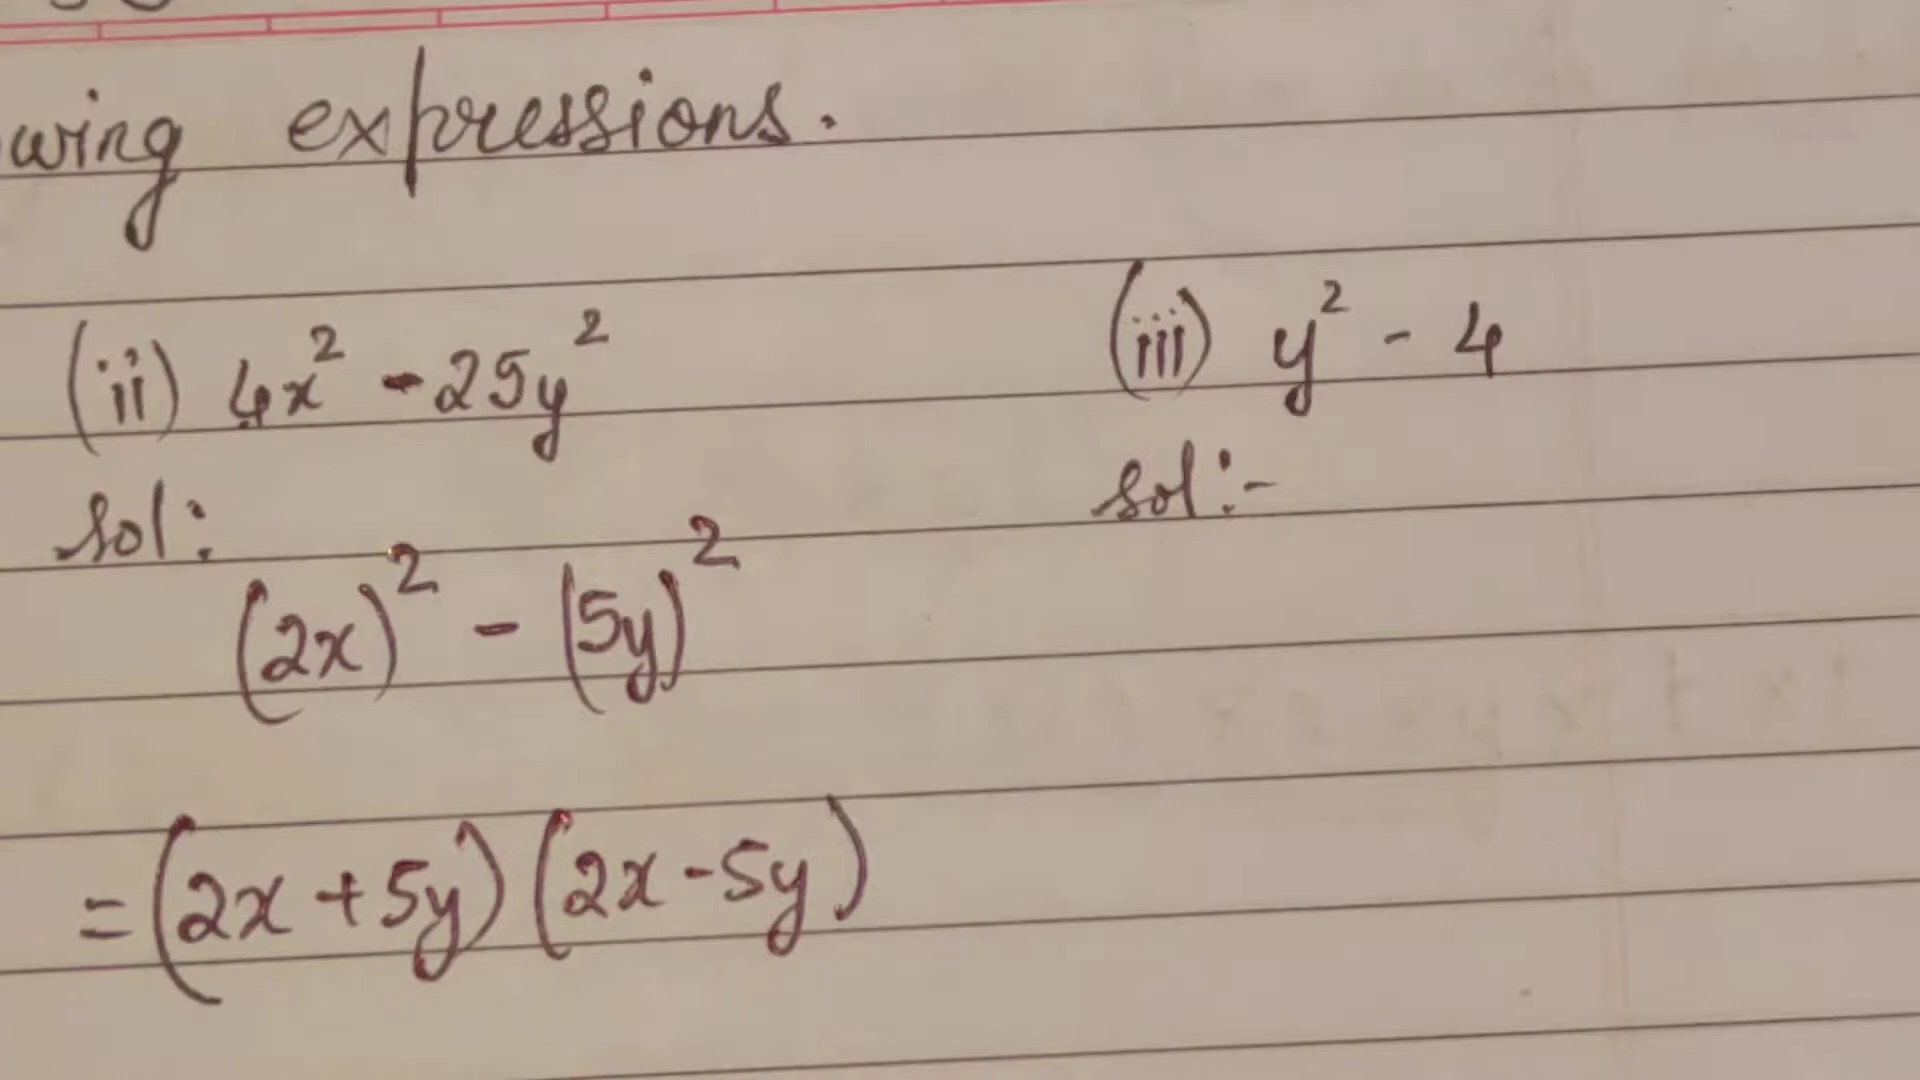 wing expressions.
(ii) 4x² - 25y²
sol:
(2x)² - (5y)²
= (2x + 5y) (2x - 5y)
(iii) y² - 4
sol:-